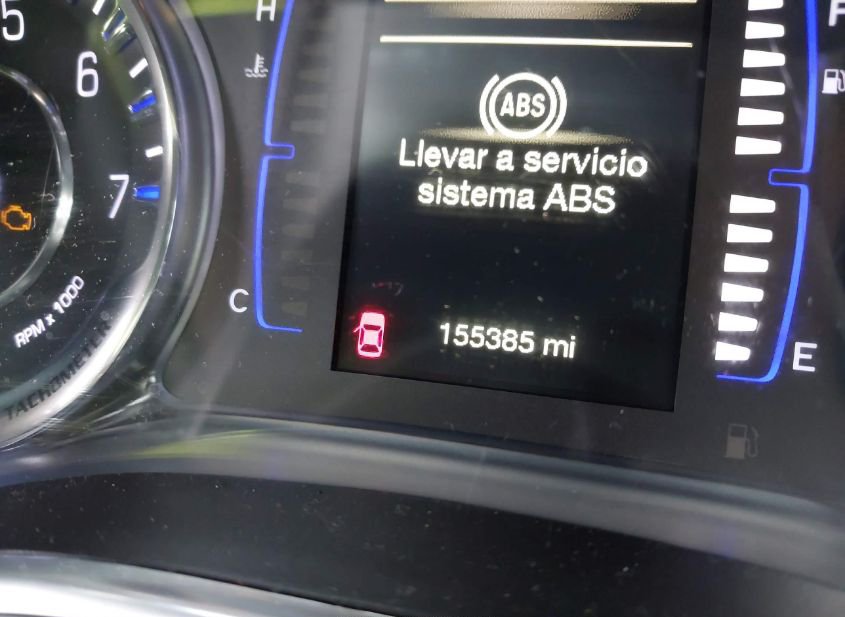 5
6
7
RPM x 1000
TACHOMETER
H
C
ABS
Llevar a servicio
sistema ABS
155385 mi
F
E